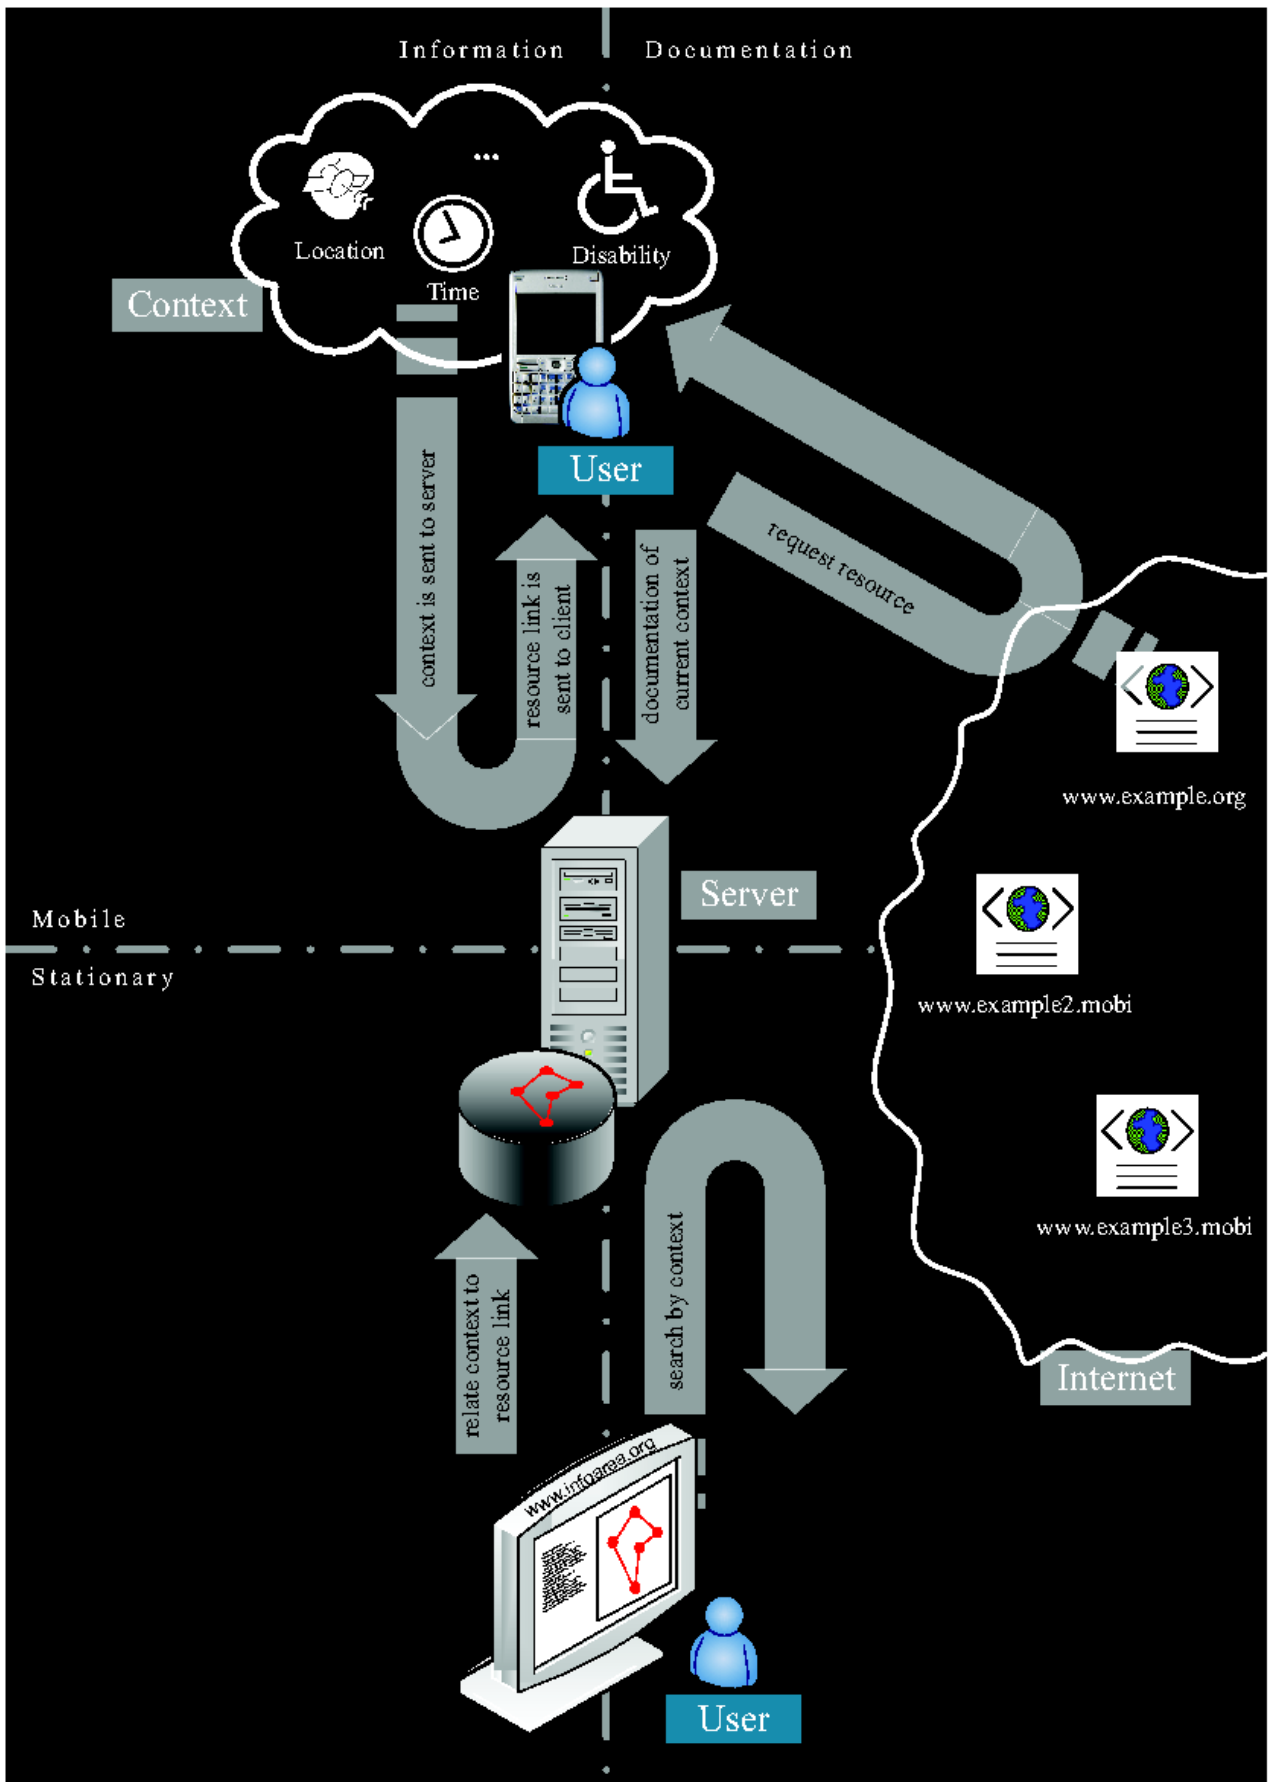 Information
Documentation
...
Location
Time
Disability
Context
User
context is sent to server
resource link is
sent to client
documentation of
current context
request resource
www.example.org
Server
Mobile
Stationary
www.example2.mobi
www.example3.mobi
relate context to
resource link
search by context
Internet
www.infoarea.org
User